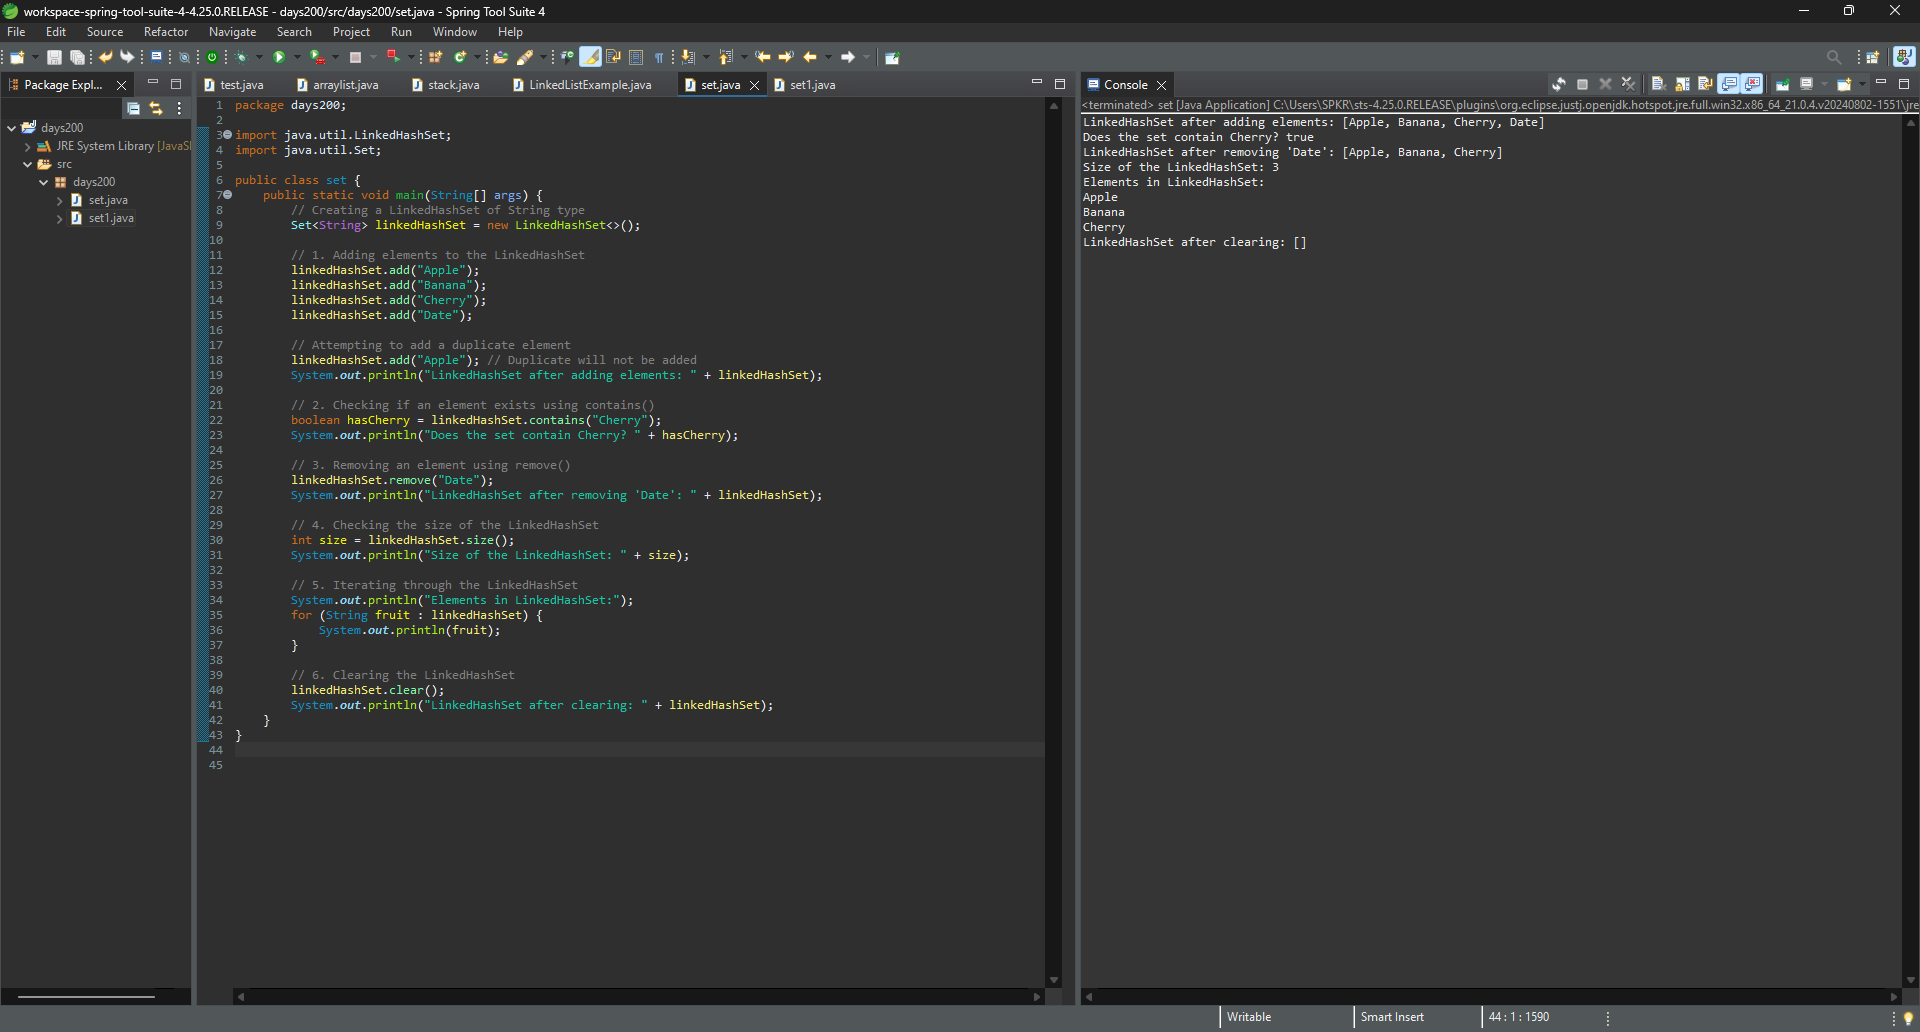 workspace-spring-tool-suite-4-4.25.0.RELEASE - days200/src/days200/set.java - Spring Tool Suite 4
File Edit Source Refactor Navigate Search Project Run Window Help
Package Expl...
test.java arraylist.java stack.java LinkedListExample.java set.java set1.java
Console
days200
JRE System Library [JavaS
src
days200
set.java
set1.java
1 package days200;
2
3 import java.util.LinkedHashSet;
4 import java.util.Set;
5
6 public class set {
7 public static void main(String[] args) {
8 // Creating a LinkedHashSet of String type
9 Set<String> linkedHashSet = new LinkedHashSet<>();
10
11 // 1. Adding elements to the LinkedHashSet
12 linkedHashSet.add("Apple");
13 linkedHashSet.add("Banana");
14 linkedHashSet.add("Cherry");
15 linkedHashSet.add("Date");
16
17 // Attempting to add a duplicate element
18 linkedHashSet.add("Apple"); // Duplicate will not be added
19 System.out.println("LinkedHashSet after adding elements: " + linkedHashSet);
20
21 // 2. Checking if an element exists using contains()
22 boolean hasCherry = linkedHashSet.contains("Cherry");
23 System.out.println("Does the set contain Cherry? " + hasCherry);
24
25 // 3. Removing an element using remove()
26 linkedHashSet.remove("Date");
27 System.out.println("LinkedHashSet after removing 'Date': " + linkedHashSet);
28
29 // 4. Checking the size of the LinkedHashSet
30 int size = linkedHashSet.size();
31 System.out.println("Size of the LinkedHashSet: " + size);
32
33 // 5. Iterating through the LinkedHashSet
34 System.out.println("Elements in LinkedHashSet:");
35 for (String fruit : linkedHashSet) {
36 System.out.println(fruit);
37 }
38
39 // 6. Clearing the LinkedHashSet
40 linkedHashSet.clear();
41 System.out.println("LinkedHashSet after clearing: " + linkedHashSet);
42 }
43 }
44
45
<terminated> set [Java Application] C:\Users\SPKR\sts-4.25.0.RELEASE\plugins\org.eclipse.justj.openjdk.hotspot.jre.full.win32.x86_64_21.0.4.v20240802-1551\jre
LinkedHashSet after adding elements: [Apple, Banana, Cherry, Date]
Does the set contain Cherry? true
LinkedHashSet after removing 'Date': [Apple, Banana, Cherry]
Size of the LinkedHashSet: 3
Elements in LinkedHashSet:
Apple
Banana
Cherry
LinkedHashSet after clearing: []
Writable Smart Insert 44 : 1 : 1590